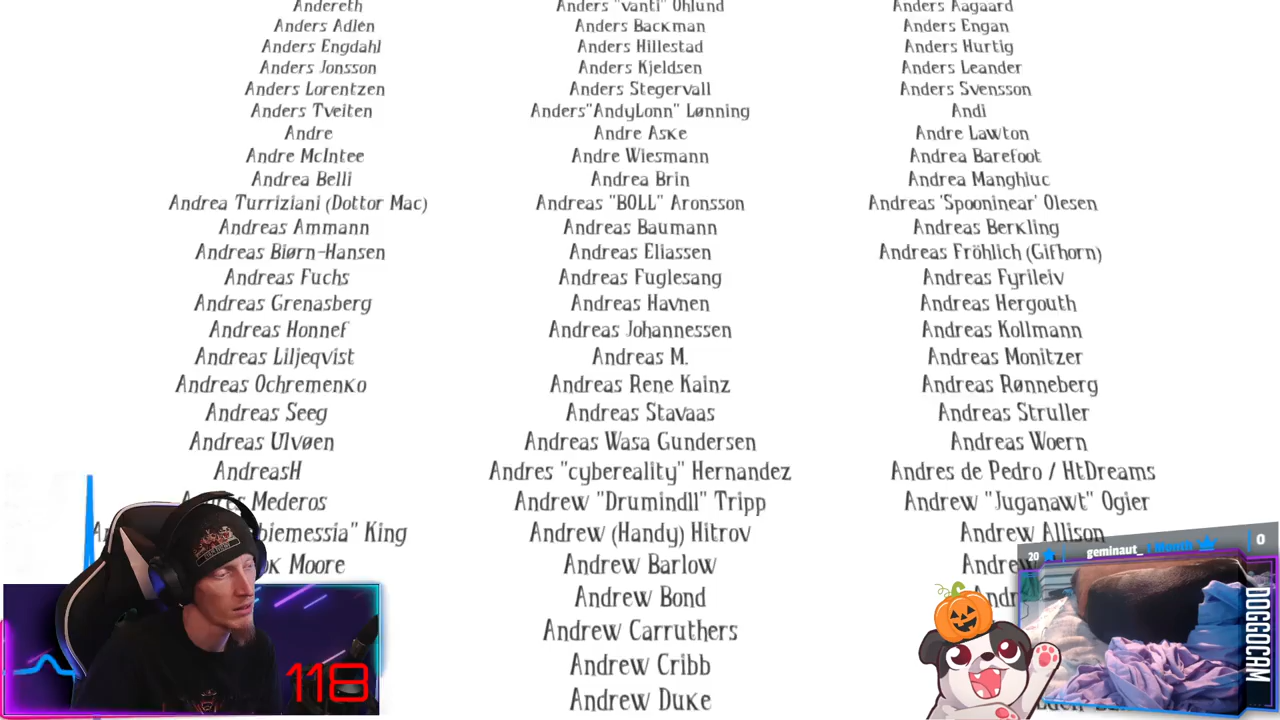 Andereth Anders "Vanti" Ohlund Anders Aagaard
Anders Adlen Anders Backman Anders Engan
Anders Engdahl Anders Hillestad Anders Hurtig
Anders Jonsson Anders Kjeldsen Anders Leander
Anders Lorentzen Anders Stegervall Anders Svensson
Anders Tveiten Anders"AndyLonn" Lønning Andi
Andre Andre Aske Andre Lawton
Andre McIntee Andre Wiesmann Andrea Barefoot
Andrea Belli Andrea Brin Andrea Manghiuc
Andrea Turriziani (Dottor Mac) Andreas "BOLL" Aronsson Andreas 'Spooninear' Olesen
Andreas Ammann Andreas Baumann Andreas Berkling
Andreas Biørn-Hansen Andreas Eliassen Andreas Fröhlich (Gifhorn)
Andreas Fuchs Andreas Fuglesang Andreas Fyrileiv
Andreas Grenasberg Andreas Havnen Andreas Hergouth
Andreas Honnef Andreas Johannessen Andreas Kollmann
Andreas Liljeqvist Andreas M. Andreas Monitzer
Andreas Ochremenko Andreas Rene Kainz Andreas Rønneberg
Andreas Seeg Andreas Stavaas Andreas Struller
Andreas Ulvøen Andreas Wasa Gundersen Andreas Woern
AndreasH Andres "cybereality" Hernandez Andres de Pedro / HtDreams
Mederos Andrew "Drumindll" Tripp Andrew "Juganawt" Ogier
King Andrew (Handy) Hitrov Andrew Allison
Moore Andrew Barlow
Andrew Bond
Andrew Carruthers
Andrew Cribb
Andrew Duke
20 geminaut_ 1 Month 0
DOGGOCAM
118